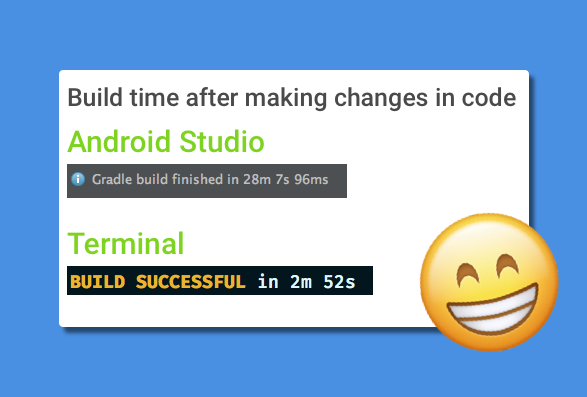 Build time after making changes in code
Android Studio
Gradle build finished in 28m 7s 96ms
Terminal
BUILD SUCCESSFUL in 2m 52s